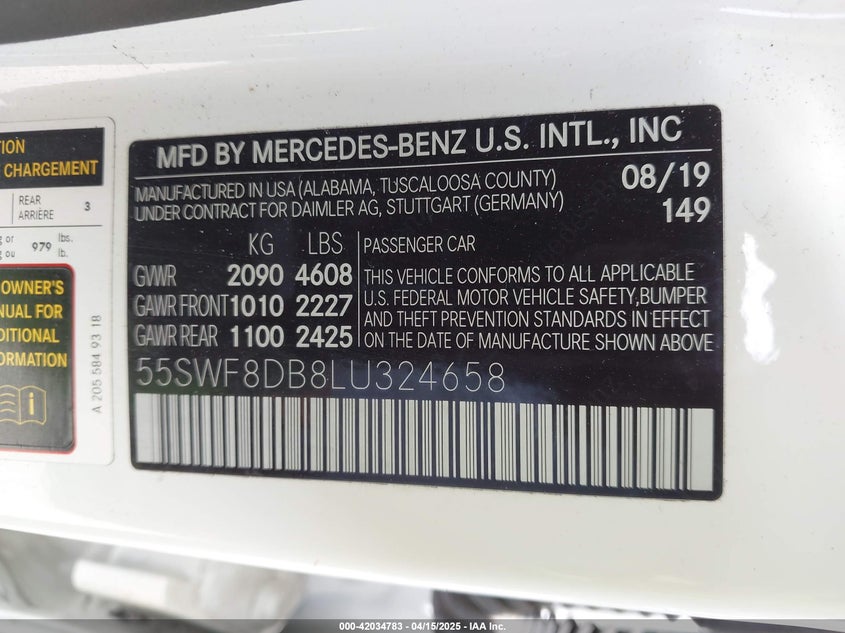 TION
CHARGEMENT
REAR
ARRIÈRE
3
g or
g ou
979
lbs.
lb.
OWNER'S
NUAL FOR
DITIONAL
ORMATION
A 205 584 93 18
MFD BY MERCEDES-BENZ U.S. INTL., INC
MANUFACTURED IN USA (ALABAMA, TUSCALOOSA COUNTY) 08/19
UNDER CONTRACT FOR DAIMLER AG, STUTTGART (GERMANY) 149
KG LBS
GVWR 2090 4608
GAWR FRONT 1010 2227
GAWR REAR 1100 2425
PASSENGER CAR
THIS VEHICLE CONFORMS TO ALL APPLICABLE
U.S. FEDERAL MOTOR VEHICLE SAFETY,BUMPER
AND THEFT PREVENTION STANDARDS IN EFFECT
ON THE DATE OF MANUFACTURE SHOWN ABOVE
55SWF8DB8LU324658
000-42034783 - 04/15/2025 - IAA Inc.